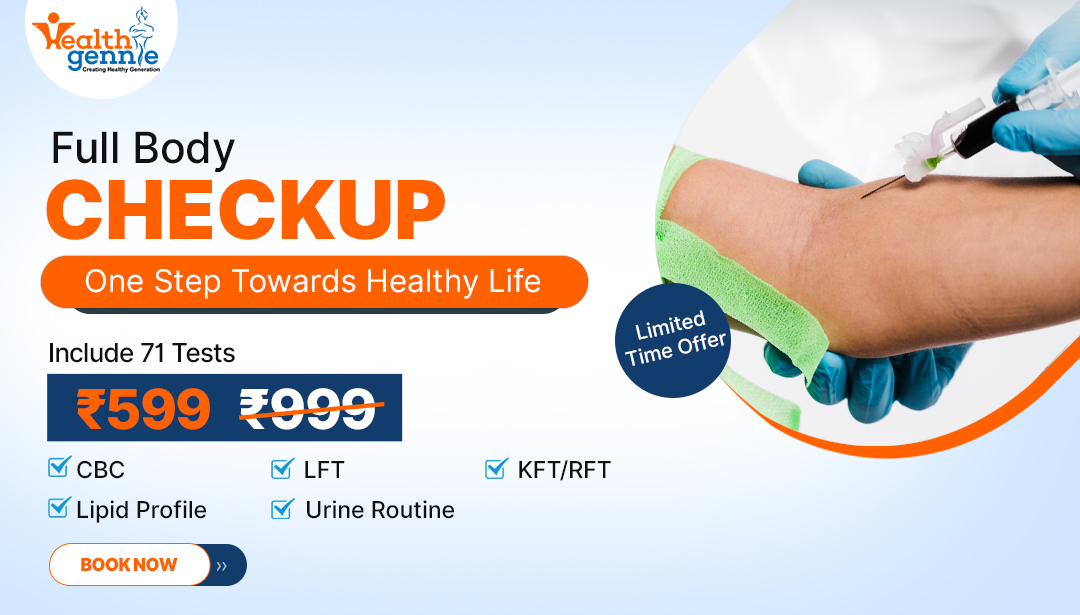 Health
gennie
Creating Healthy Generation
Full Body
CHECKUP
One Step Towards Healthy Life
Limited
Time Offer
Include 71 Tests
₹599 ₹999
CBC LFT KFT/RFT
Lipid Profile Urine Routine
BOOK NOW ››